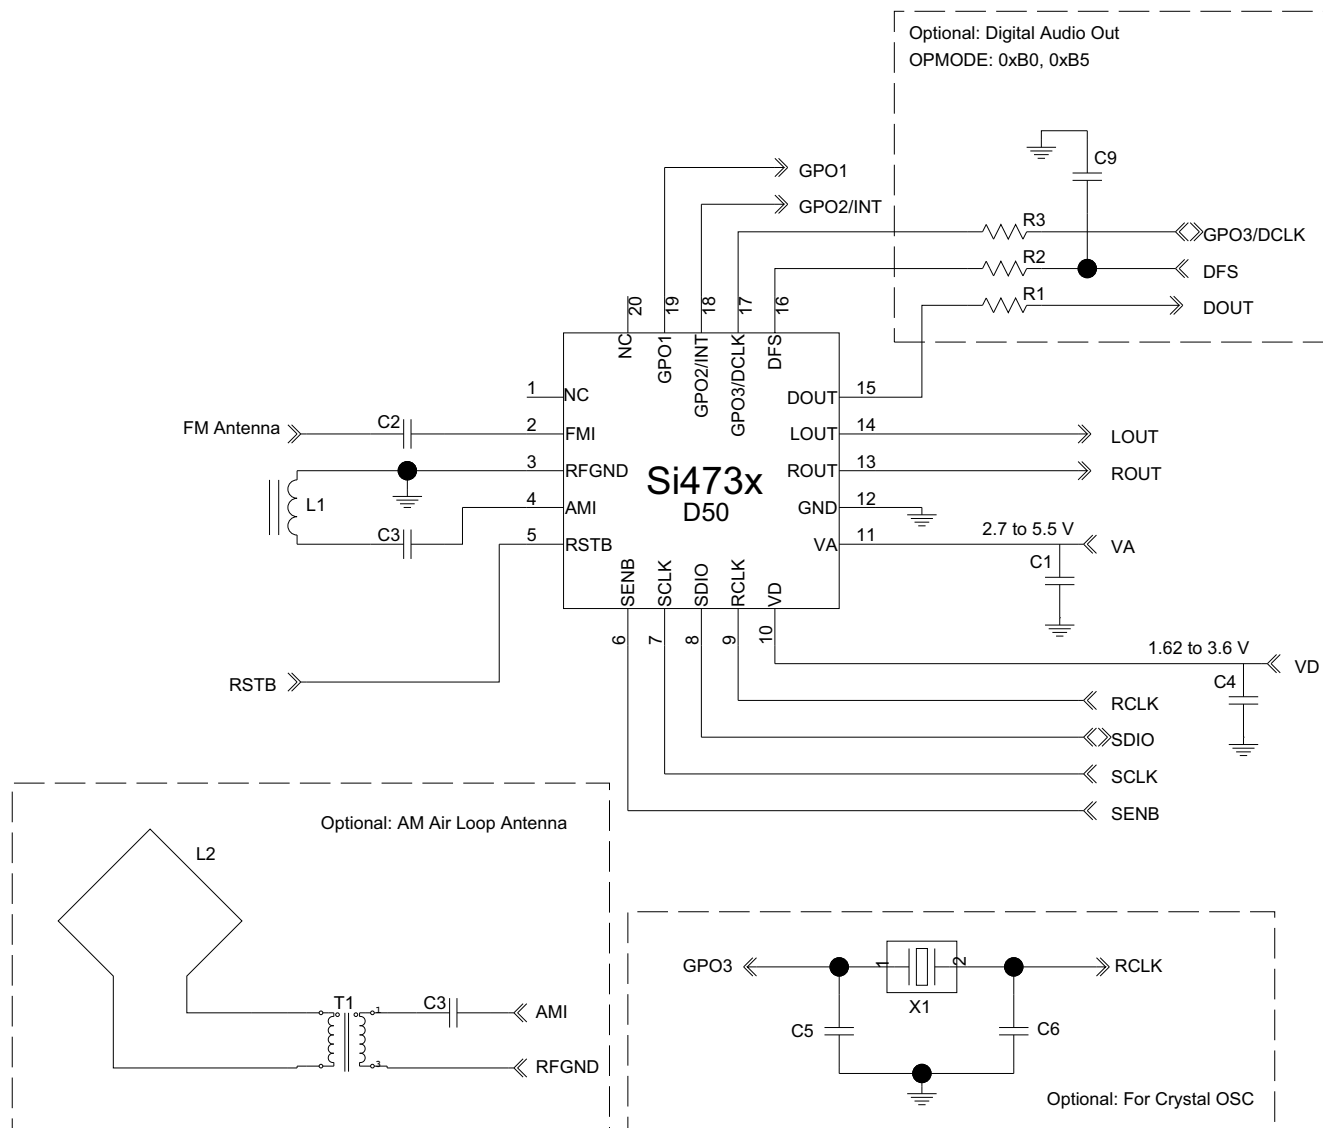 Optional: Digital Audio Out
OPMODE: 0xB0, 0xB5
C9
GPO1
GPO2/INT
R3
GPO3/DCLK
R2
DFS
R1
DOUT
20
19
18
17
16
NC
GPO1
GPO2/INT
GPO3/DCLK
DFS
1
NC
DOUT
15
FM Antenna
C2
2
FMI
LOUT
14
LOUT
3
RFGND
ROUT
13
ROUT
Si473x
D50
L1
4
AMI
GND
12
C3
5
RSTB
VA
11
2.7 to 5.5 V
VA
C1
SENB
SCLK
SDIO
RCLK
VD
6
7
8
9
10
1.62 to 3.6 V
VD
C4
RSTB
RCLK
SDIO
SCLK
SENB
Optional: AM Air Loop Antenna
L2
T1
1
C3
AMI
3
RFGND
GPO3
1
2
RCLK
X1
C5
C6
Optional: For Crystal OSC